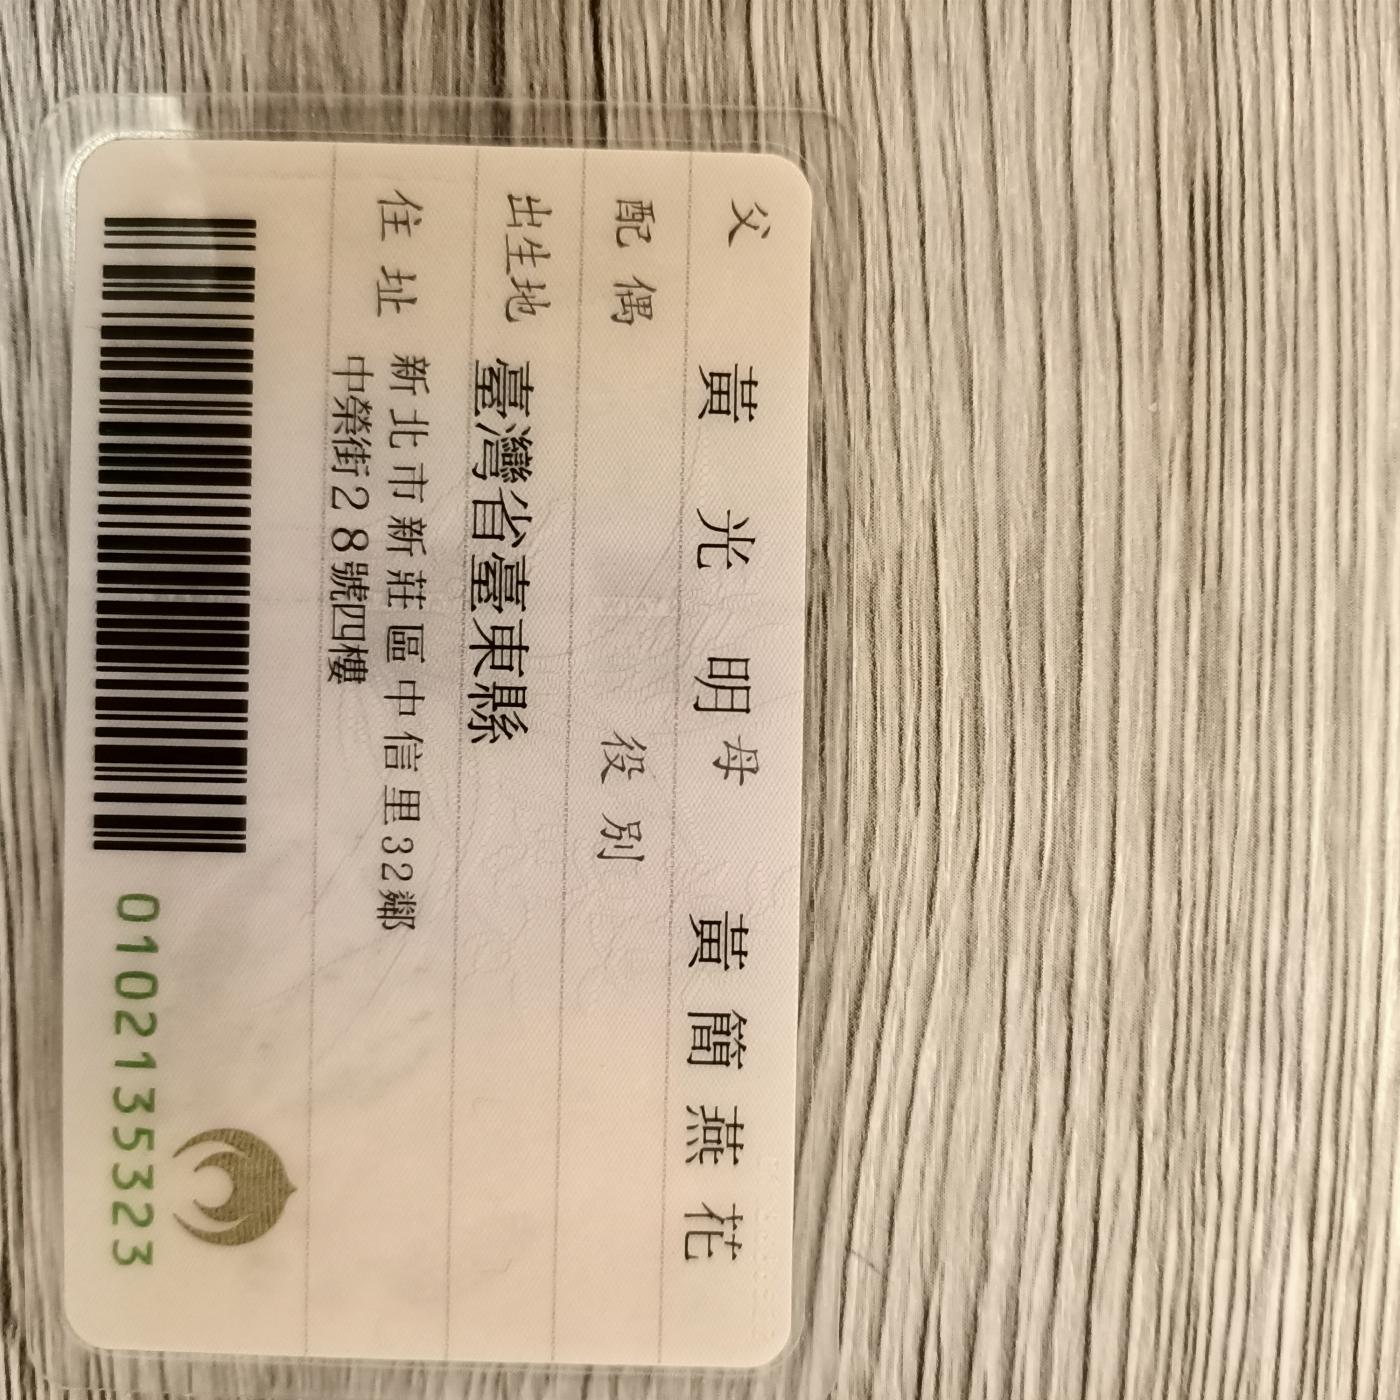 父 黃光明 母 黃簡燕花
配偶 役別
出生地 臺灣省臺東縣
住址 新北市新莊區中信里32鄰
中榮街28號四樓
0102135323